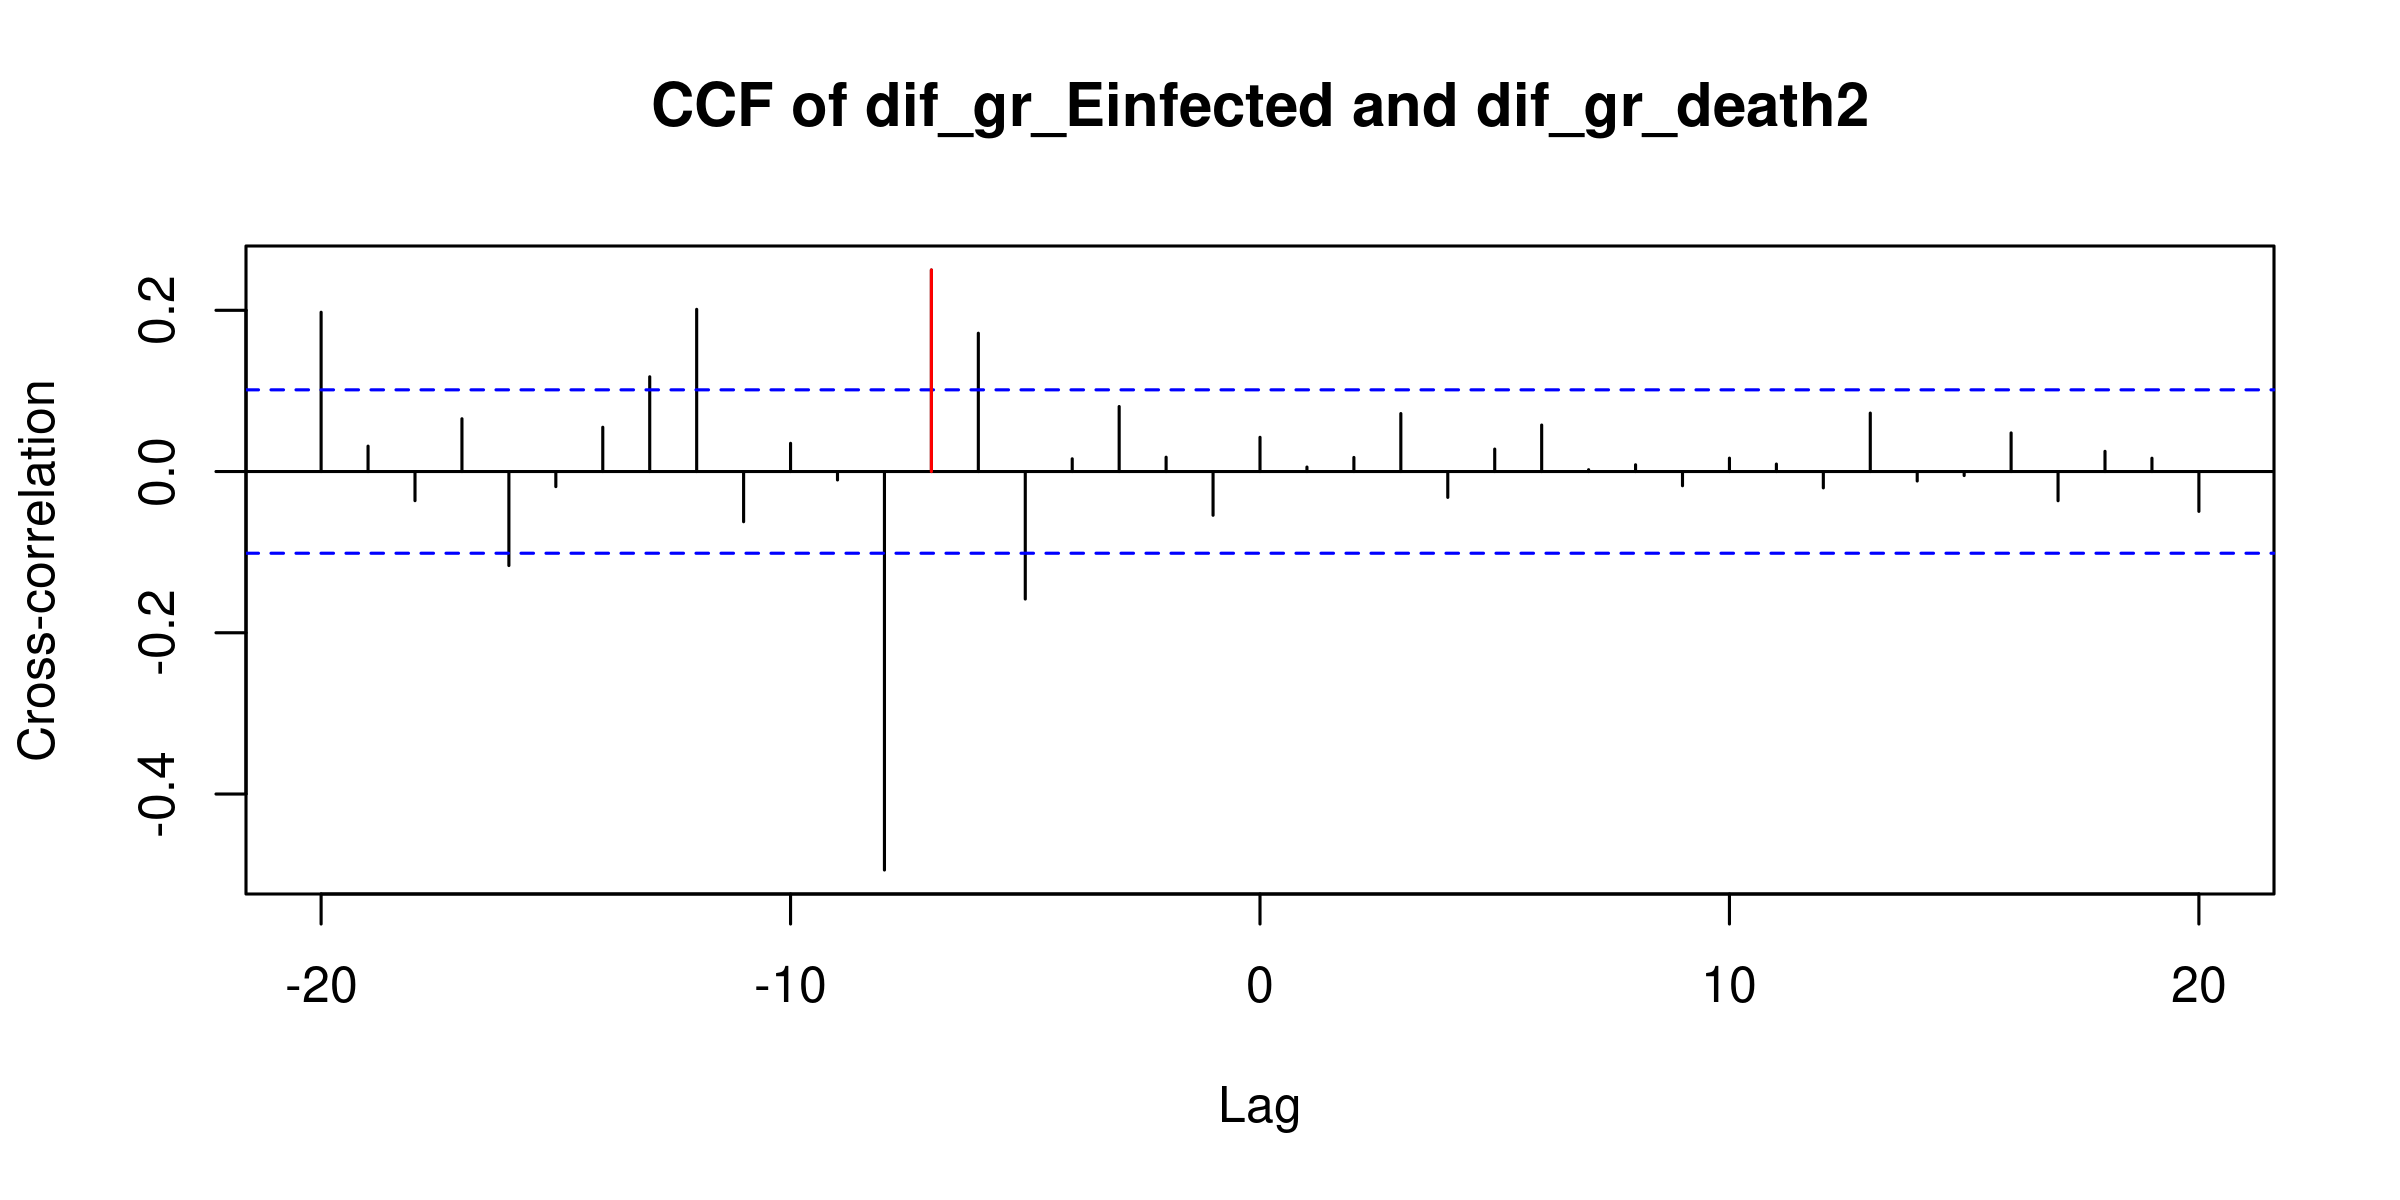 CCF of dif_gr_Einfected and dif_gr_death2
Cross-correlation
0.2
0.0
-0.2
-0.4
-20 -10 0 10 20
Lag